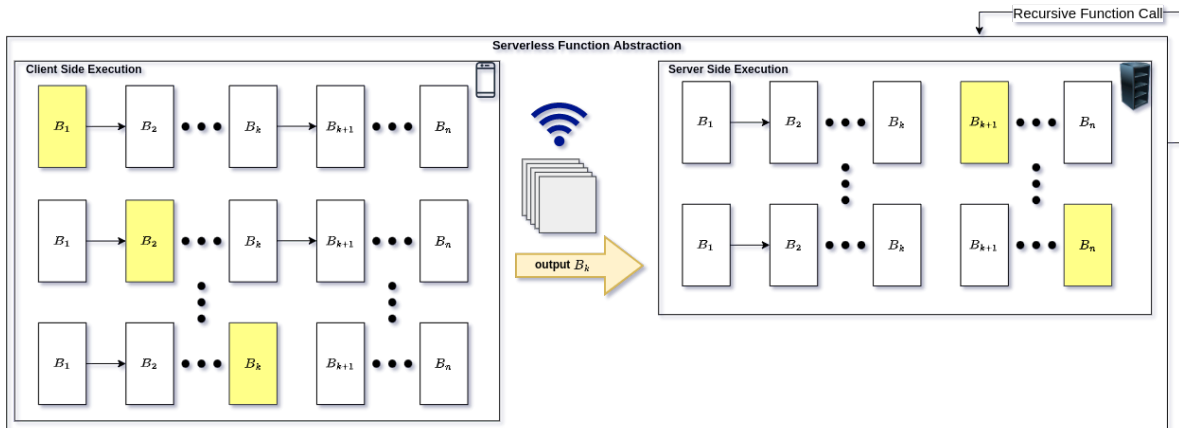 Recursive Function Call
Serverless Function Abstraction
Client Side Execution
B₁ B₂ Bₖ Bₖ₊₁ Bₙ
B₁ B₂ Bₖ Bₖ₊₁ Bₙ
B₁ B₂ Bₖ Bₖ₊₁ Bₙ
output Bₖ
Server Side Execution
B₁ B₂ Bₖ Bₖ₊₁ Bₙ
B₁ B₂ Bₖ Bₖ₊₁ Bₙ